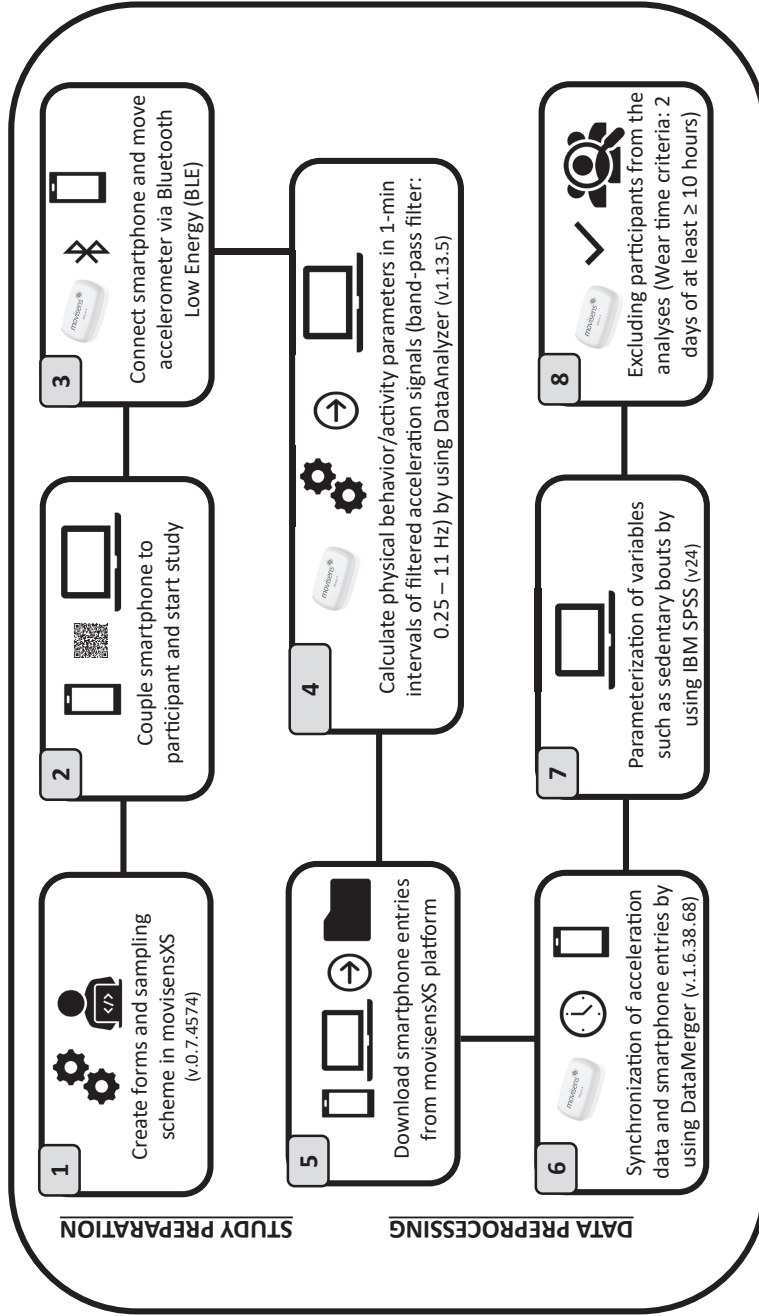 STUDY PREPARATION
1
Create forms and sampling
scheme in movisensXS
(v.0.7.4574)
2
Couple smartphone to
participant and start study
3
movisens
Connect smartphone and move
accelerometer via Bluetooth
Low Energy (BLE)
DATA PREPROCESSING
4
movisens
Calculate physical behavior/activity parameters in 1-min
intervals of filtered acceleration signals (band-pass filter:
0.25 – 11 Hz) by using DataAnalyzer (v1.13.5)
5
Download smartphone entries
from movisensXS platform
6
movisens
Synchronization of acceleration
data and smartphone entries by
using DataMerger (v.1.6.38.68)
7
Parameterization of variables
such as sedentary bouts by
using IBM SPSS (v24)
8
movisens
Excluding participants from the
analyses (Wear time criteria: 2
days of at least ≥ 10 hours)